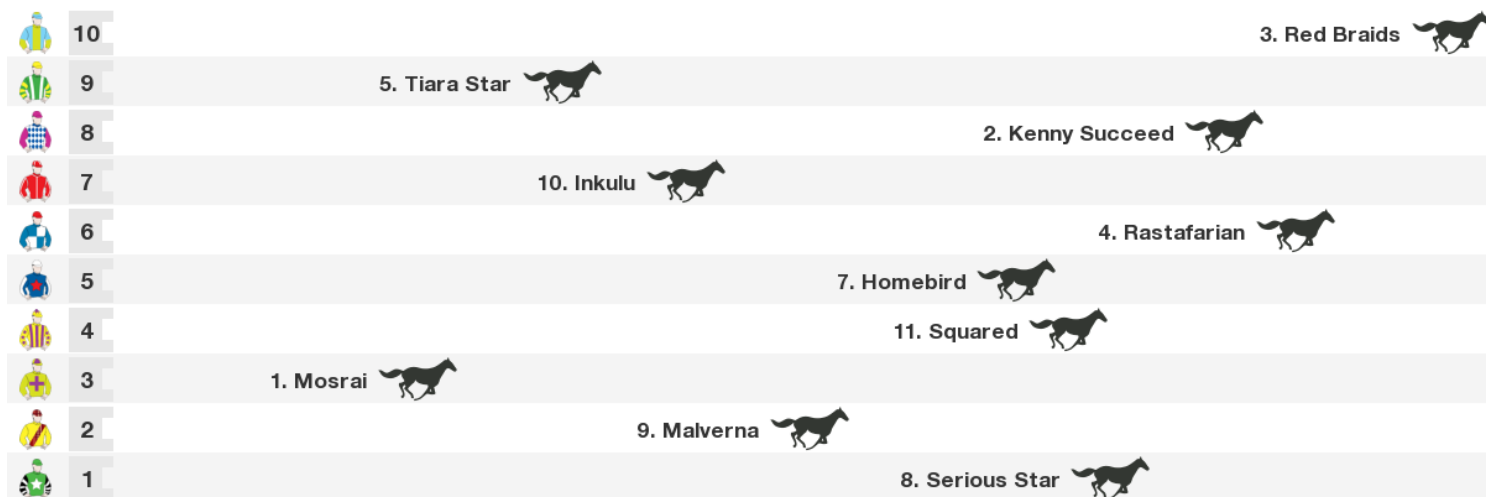 10 3. Red Braids
9 5. Tiara Star
8 2. Kenny Succeed
7 10. Inkulu
6 4. Rastafarian
5 7. Homebird
4 11. Squared
3 1. Mosrai
2 9. Malverna
1 8. Serious Star